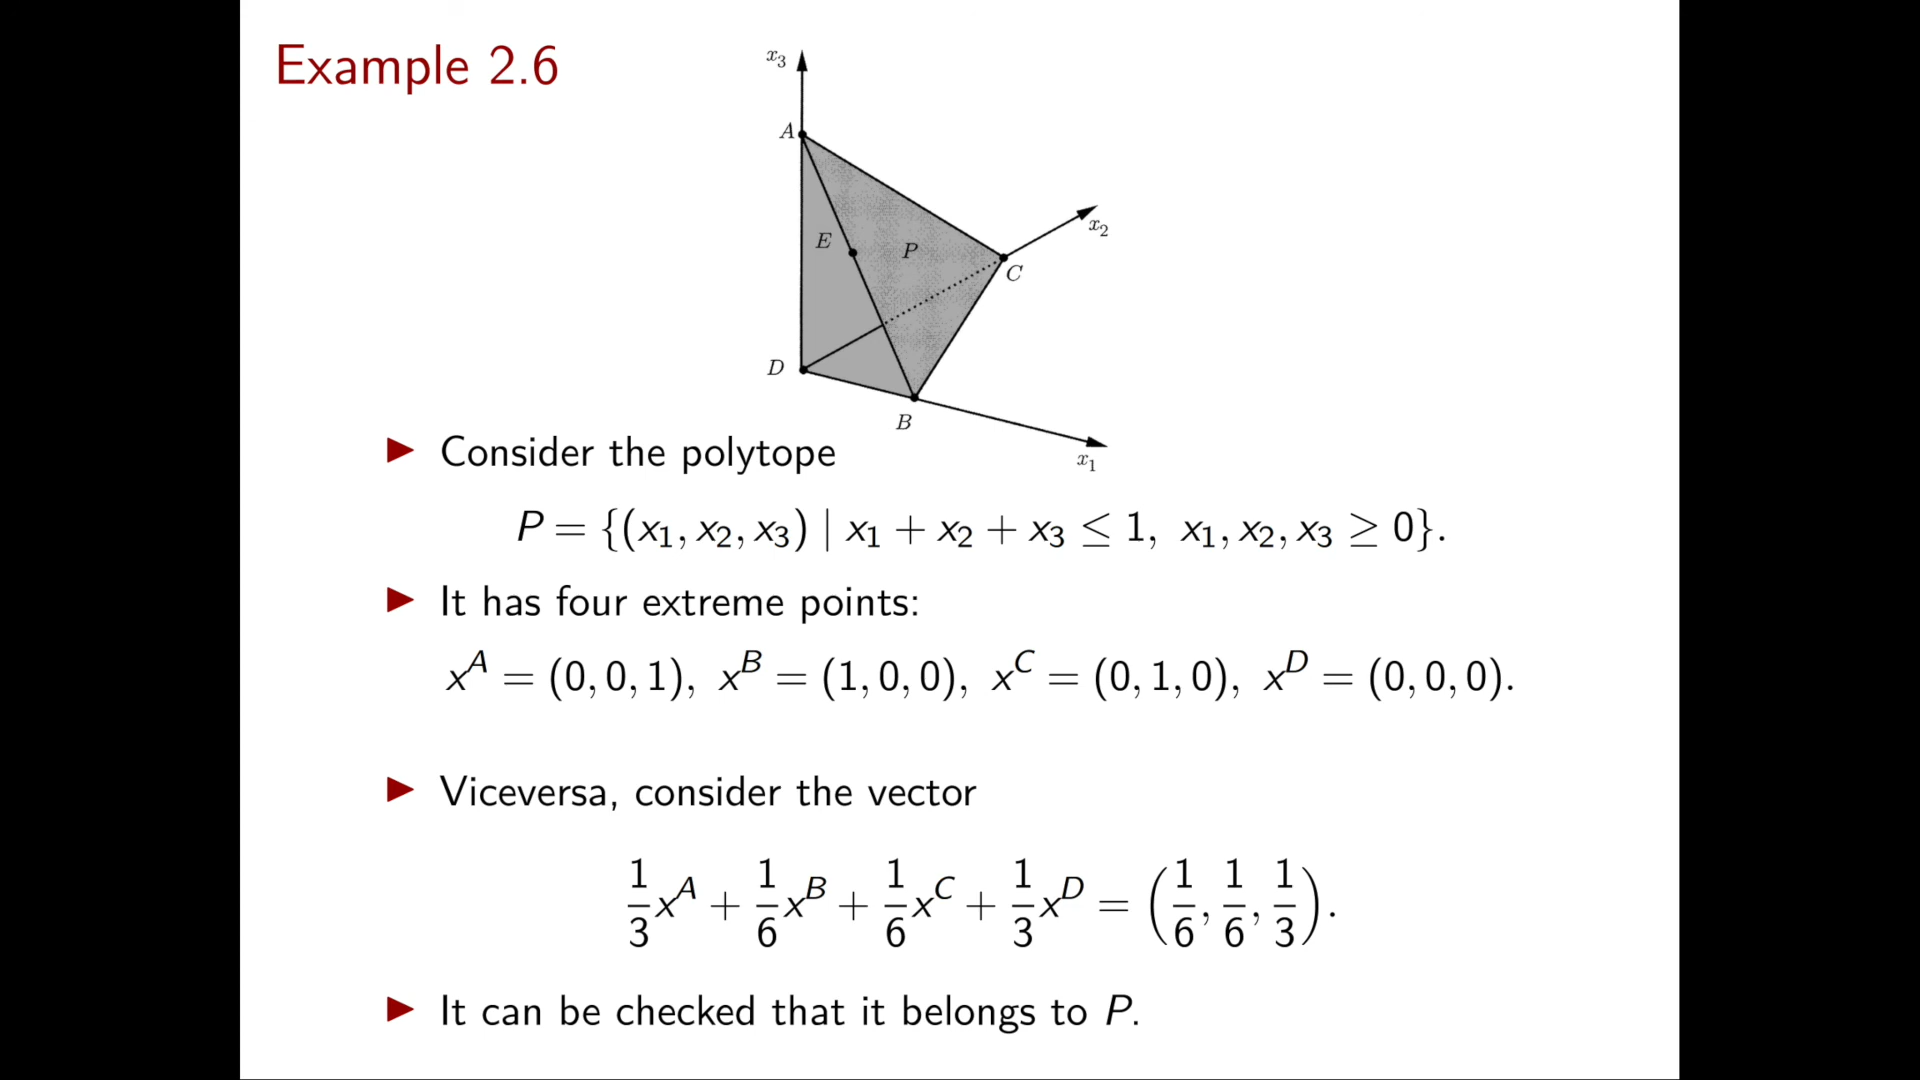 Example 2.6
x₃
A
x₂
E
P
C
D
B
x₁
▶ Consider the polytope
P = {(x₁, x₂, x₃) | x₁ + x₂ + x₃ ≤ 1, x₁, x₂, x₃ ≥ 0}.
▶ It has four extreme points:
x^A = (0, 0, 1), x^B = (1, 0, 0), x^C = (0, 1, 0), x^D = (0, 0, 0).
▶ Viceversa, consider the vector
1/3 x^A + 1/6 x^B + 1/6 x^C + 1/3 x^D = (1/6, 1/6, 1/3).
▶ It can be checked that it belongs to P.